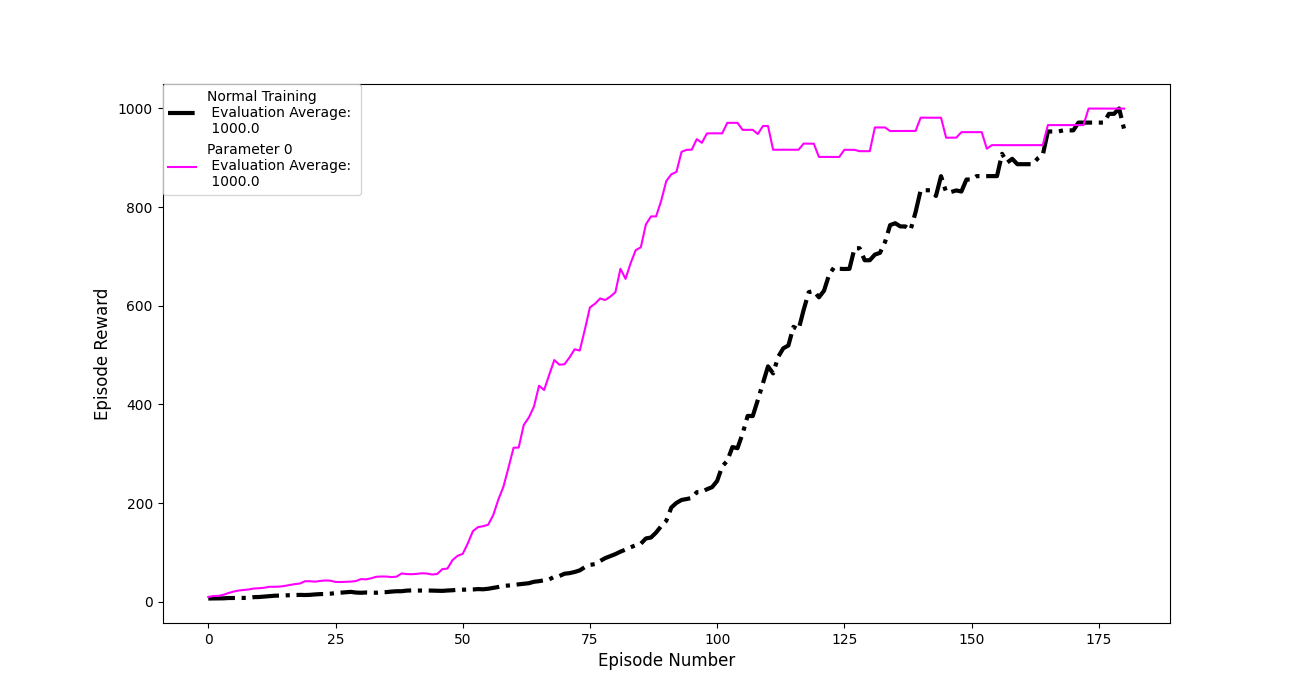 Normal Training
Evaluation Average:
1000.0
Parameter 0
Evaluation Average:
1000.0
1000
800
600
400
200
0
Episode Reward
0 25 50 75 100 125 150 175
Episode Number